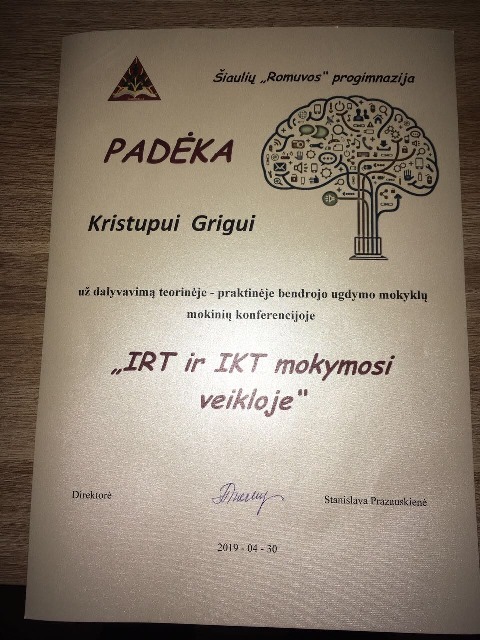 Šiaulių „Romuvos" progimnazija
PADĖKA
Kristupui Grigui
už dalyvavimą teorinėje - praktinėje bendrojo ugdymo mokyklų
mokinių konferencijoje
„IRT ir IKT mokymosi
veikloje"
Direktorė
Stanislava Prazauskienė
2019 - 04 - 30